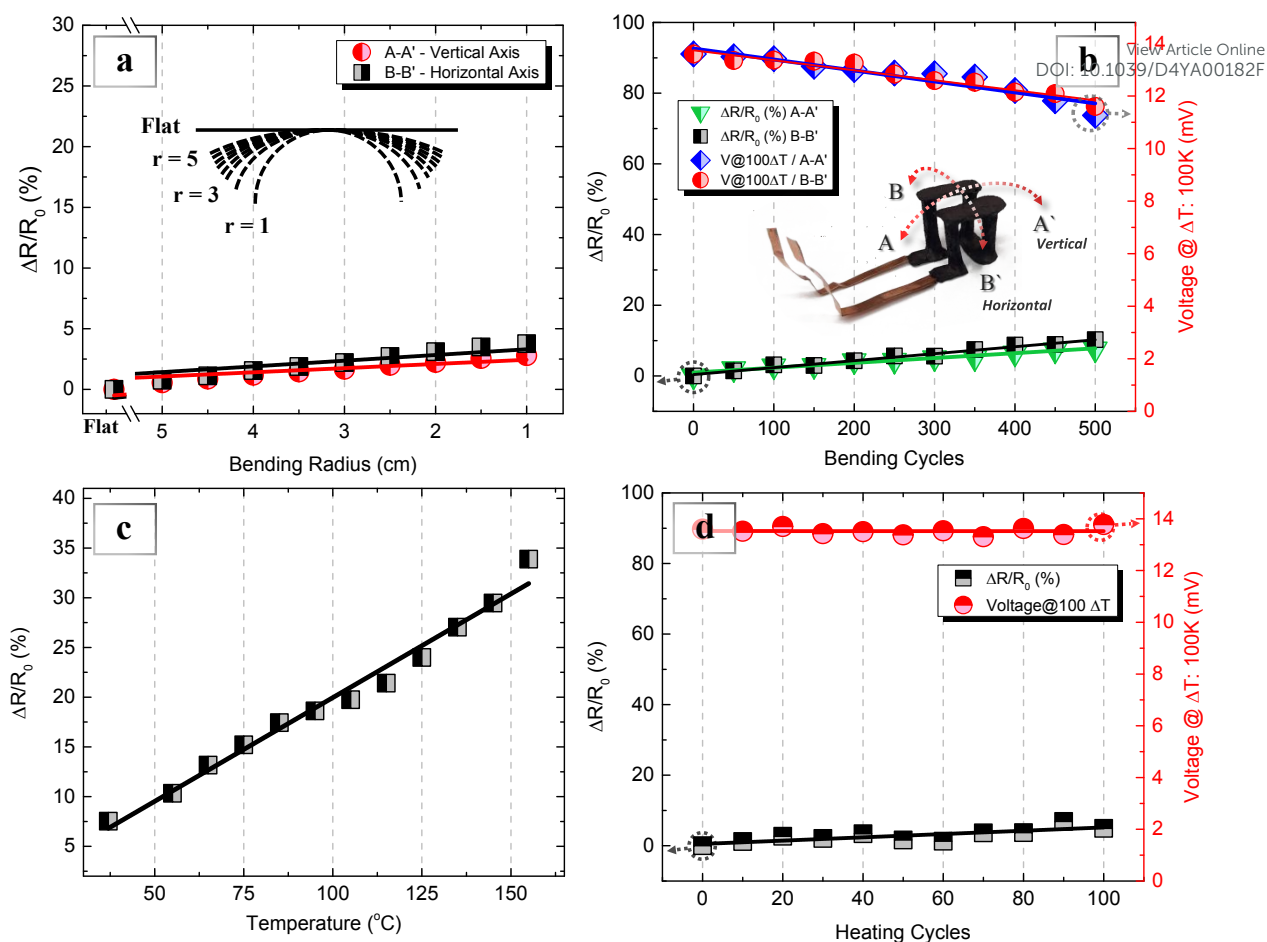 a
A-A' - Vertical Axis
B-B' - Horizontal Axis
Flat
r = 5
r = 3
r = 1
30
25
20
15
10
5
0
ΔR/R0 (%)
Flat
5 4 3 2 1
Bending Radius (cm)
b
View Article Online
DOI: 10.1039/D4YA00182F
ΔR/R0 (%) A-A'
ΔR/R0 (%) B-B'
V@100ΔT / A-A'
V@100ΔT / B-B'
B
A
A`
Vertical
B`
Horizontal
100
80
60
40
20
0
ΔR/R0 (%)
14
12
10
8
6
4
2
0
Voltage @ ΔT: 100K (mV)
0 100 200 300 400 500
Bending Cycles
c
40
35
30
25
20
15
10
5
ΔR/R0 (%)
50 75 100 125 150
Temperature (oC)
d
ΔR/R0 (%)
Voltage@100 ΔT
100
80
60
40
20
0
ΔR/R0 (%)
14
12
10
8
6
4
2
0
Voltage @ ΔT: 100K (mV)
0 20 40 60 80 100
Heating Cycles